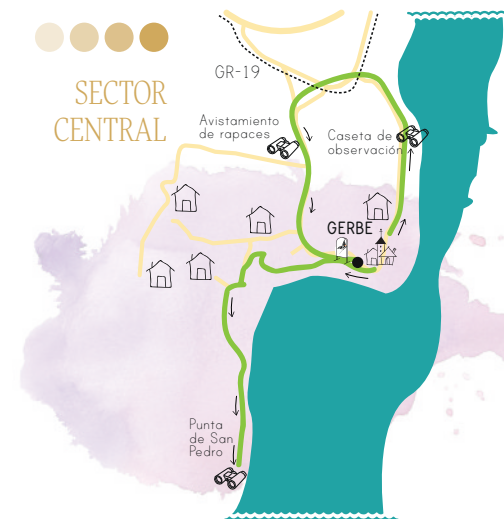 GR-19
SECTOR
CENTRAL
Avistamiento
de rapaces
Caseta de
observación
GERBE
Punta
de San
Pedro